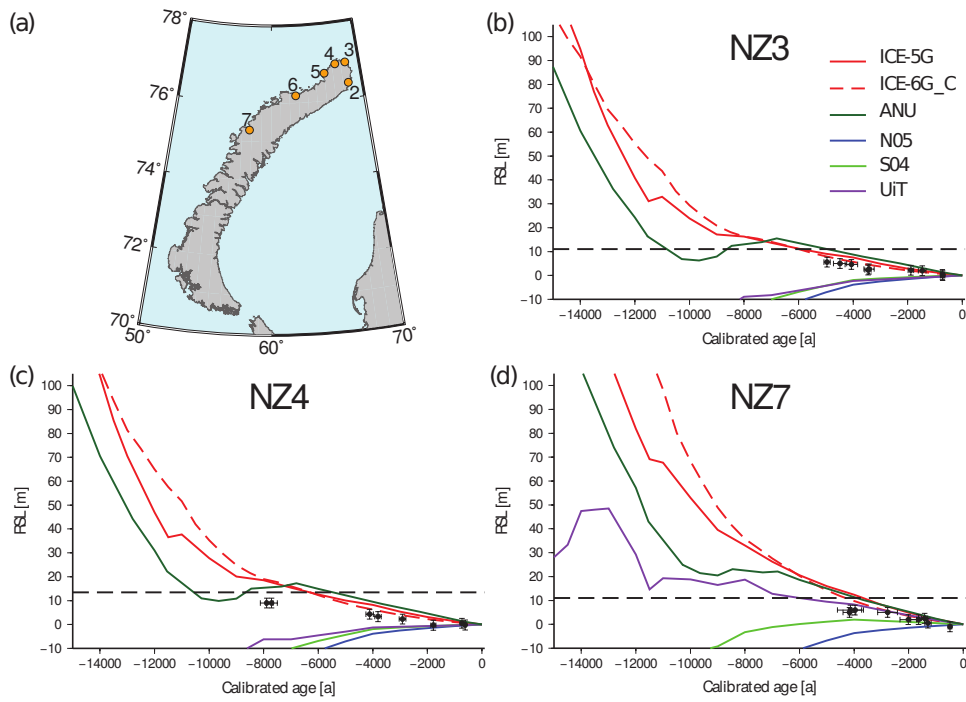 (a)
78˚
76˚
74˚
72˚
70˚
50˚
60˚
70˚
2
3
4
5
6
7
(b)
NZ3
ICE-5G
ICE-6G_C
ANU
N05
S04
UiT
RSL [m]
100
90
80
70
60
50
40
30
20
10
0
−10
−14000 −12000 −10000 −8000 −6000 −4000 −2000 0
Calibrated age [a]
(c)
NZ4
RSL [m]
100
90
80
70
60
50
40
30
20
10
0
−10
−14000 −12000 −10000 −8000 −6000 −4000 −2000 0
Calibrated age [a]
(d)
NZ7
RSL [m]
100
90
80
70
60
50
40
30
20
10
0
−10
−14000 −12000 −10000 −8000 −6000 −4000 −2000 0
Calibrated age [a]